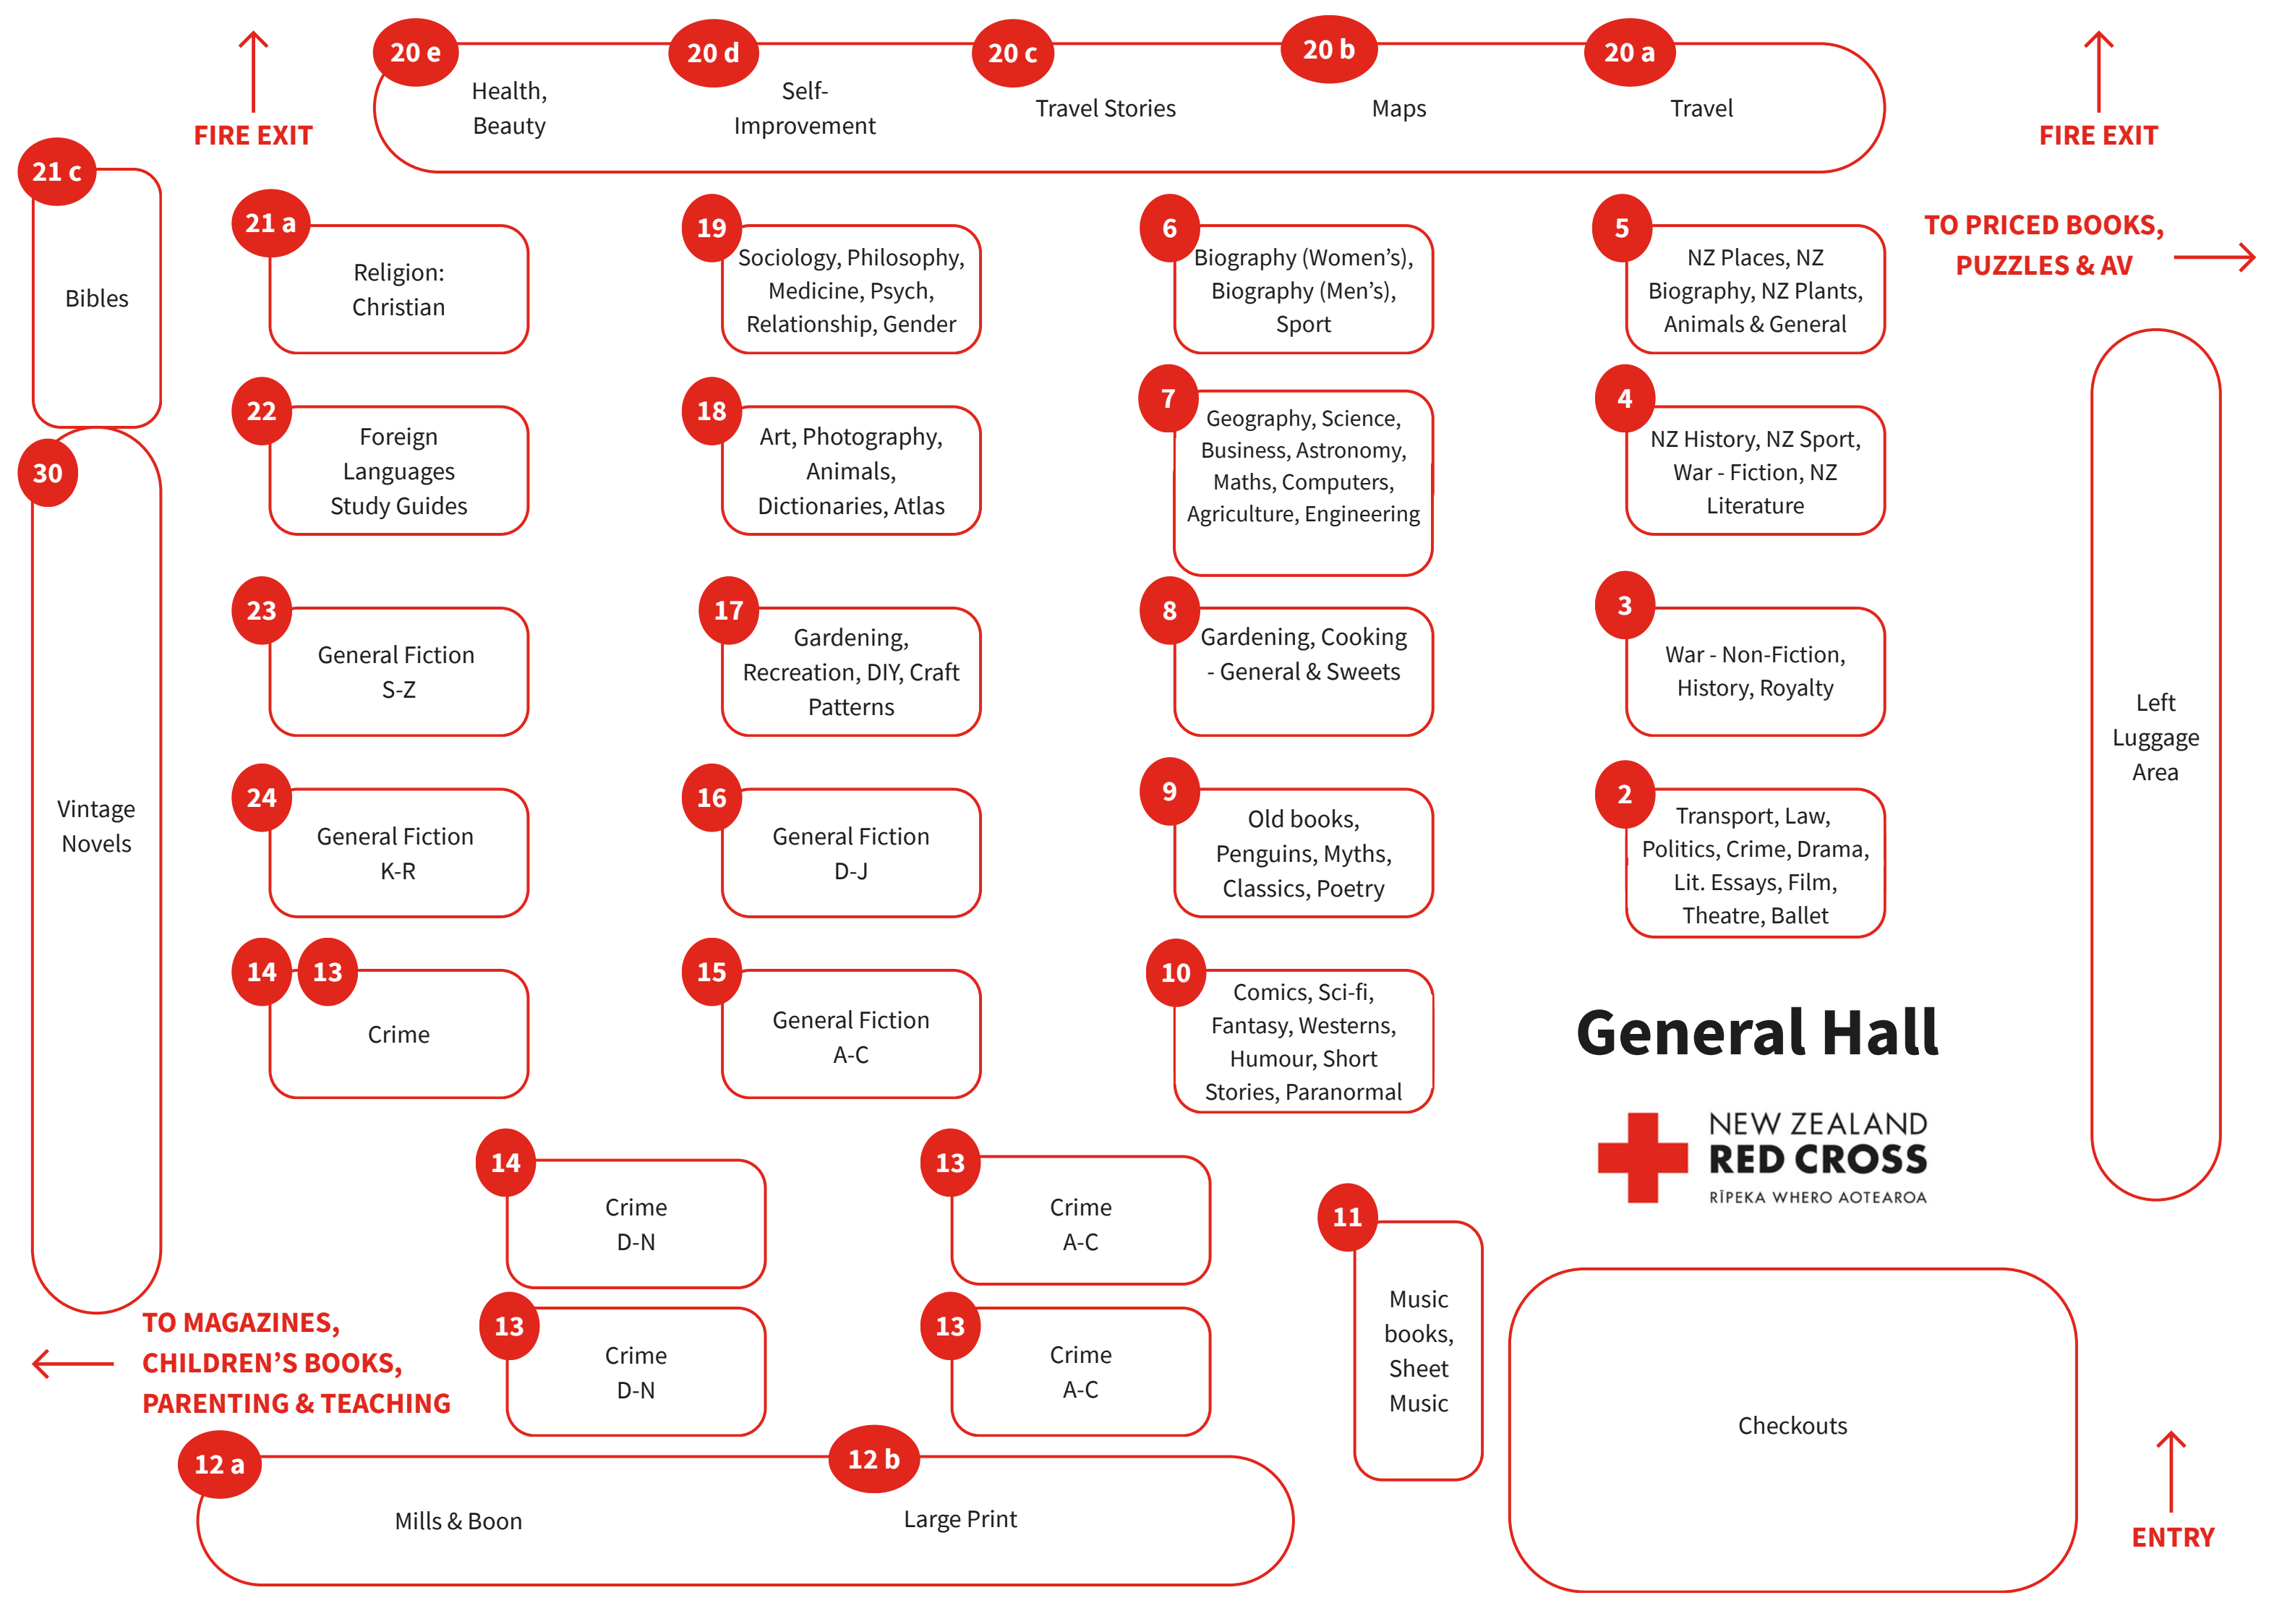 20 e
20 d
20 c
20 b
20 a
Health,
Beauty
Self-
Improvement
Travel Stories
Maps
Travel
FIRE EXIT
FIRE EXIT
21 c
Bibles
21 a
Religion:
Christian
19
Sociology, Philosophy,
Medicine, Psych,
Relationship, Gender
6
Biography (Women’s),
Biography (Men’s),
Sport
5
NZ Places, NZ
Biography, NZ Plants,
Animals & General
TO PRICED BOOKS,
PUZZLES & AV
22
Foreign
Languages
Study Guides
18
Art, Photography,
Animals,
Dictionaries, Atlas
7
Geography, Science,
Business, Astronomy,
Maths, Computers,
Agriculture, Engineering
4
NZ History, NZ Sport,
War - Fiction, NZ
Literature
30
Vintage
Novels
23
General Fiction
S-Z
17
Gardening,
Recreation, DIY, Craft
Patterns
8
Gardening, Cooking
- General & Sweets
3
War - Non-Fiction,
History, Royalty
Left
Luggage
Area
24
General Fiction
K-R
16
General Fiction
D-J
9
Old books,
Penguins, Myths,
Classics, Poetry
2
Transport, Law,
Politics, Crime, Drama,
Lit. Essays, Film,
Theatre, Ballet
14
13
Crime
15
General Fiction
A-C
10
Comics, Sci-fi,
Fantasy, Westerns,
Humour, Short
Stories, Paranormal
General Hall
NEW ZEALAND
RED CROSS
RĪPEKA WHERO AOTEAROA
14
Crime
D-N
13
Crime
A-C
11
Music
books,
Sheet
Music
13
Crime
D-N
13
Crime
A-C
TO MAGAZINES,
CHILDREN’S BOOKS,
PARENTING & TEACHING
Checkouts
12 a
Mills & Boon
12 b
Large Print
ENTRY